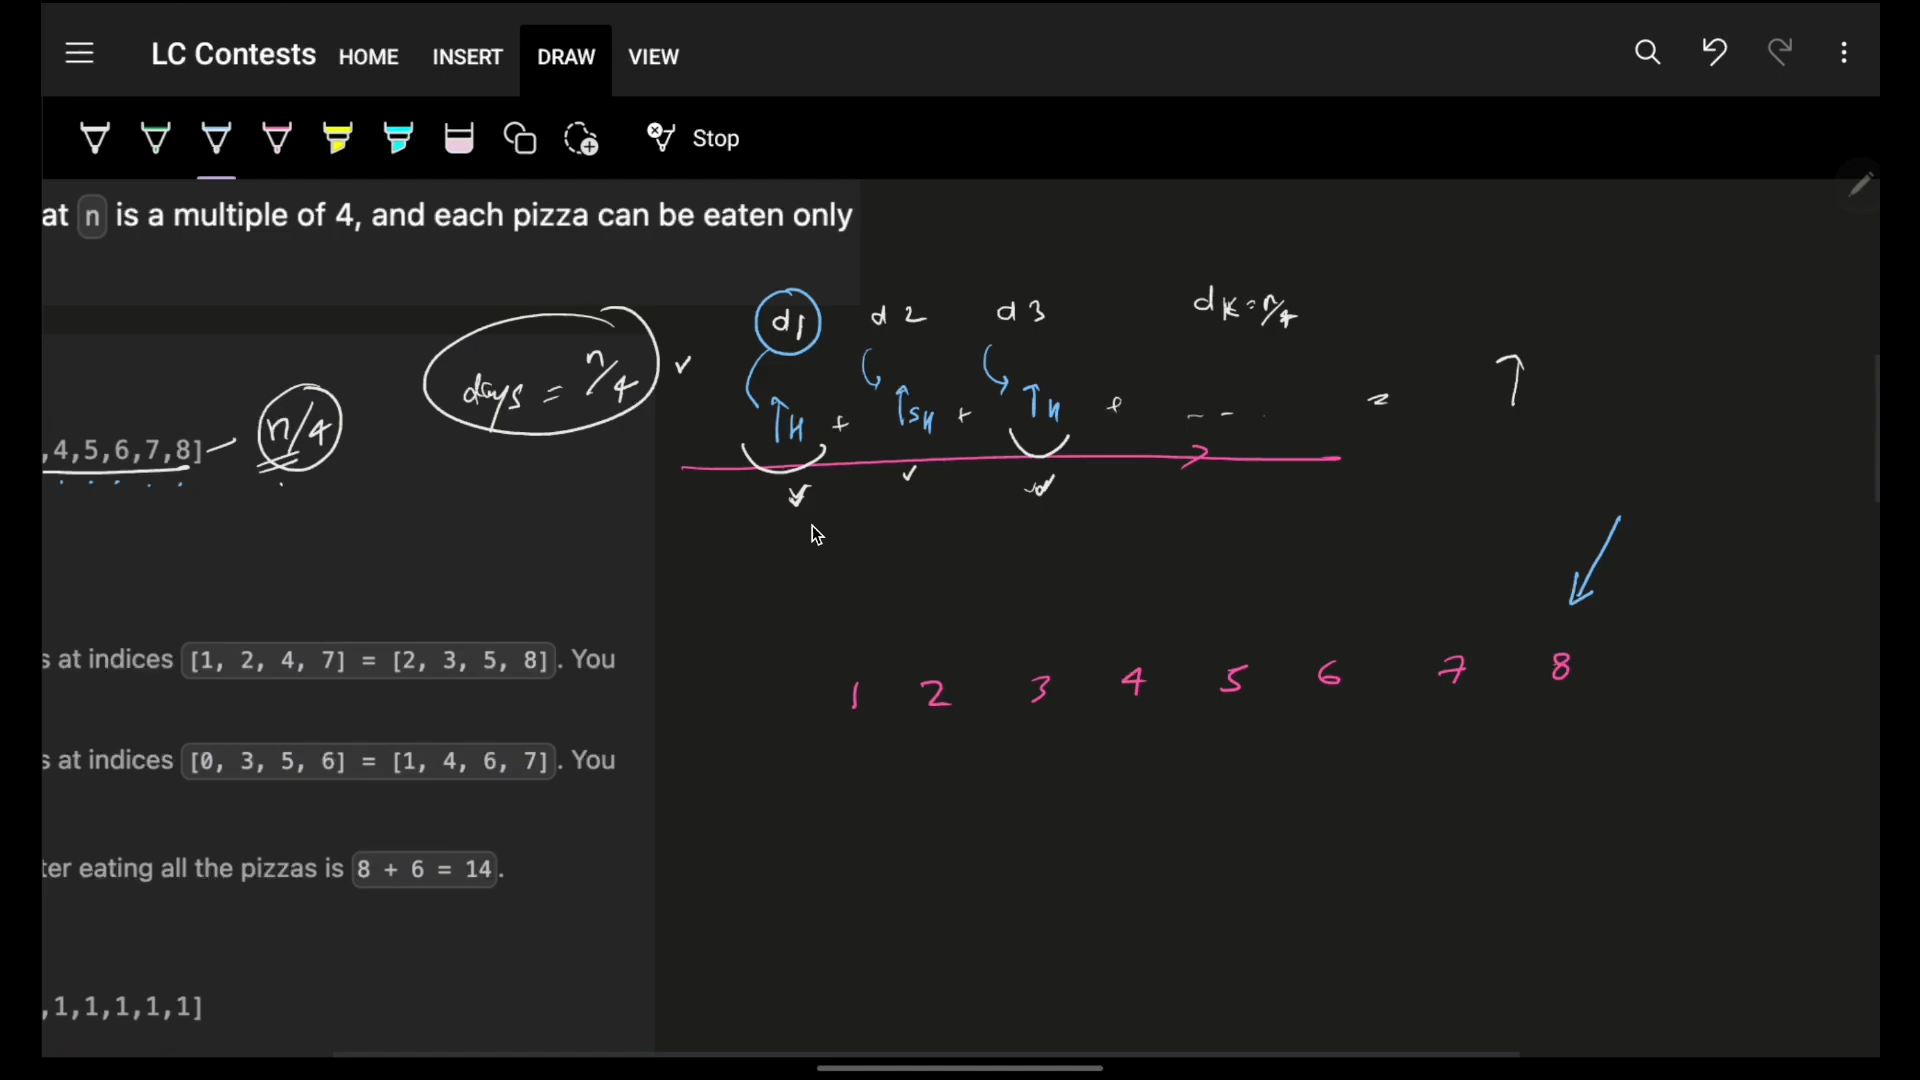 LC Contests HOME INSERT DRAW VIEW
Stop
at n is a multiple of 4, and each pizza can be eaten only
d1 d2 d3 dK=n/4
days = n/4
↑H + ↑SH + ↑H + -- =
n/4
,4,5,6,7,8]
s at indices [1, 2, 4, 7] = [2, 3, 5, 8]. You
1 2 3 4 5 6 7 8
s at indices [0, 3, 5, 6] = [1, 4, 6, 7]. You
ter eating all the pizzas is 8 + 6 = 14.
,1,1,1,1,1]